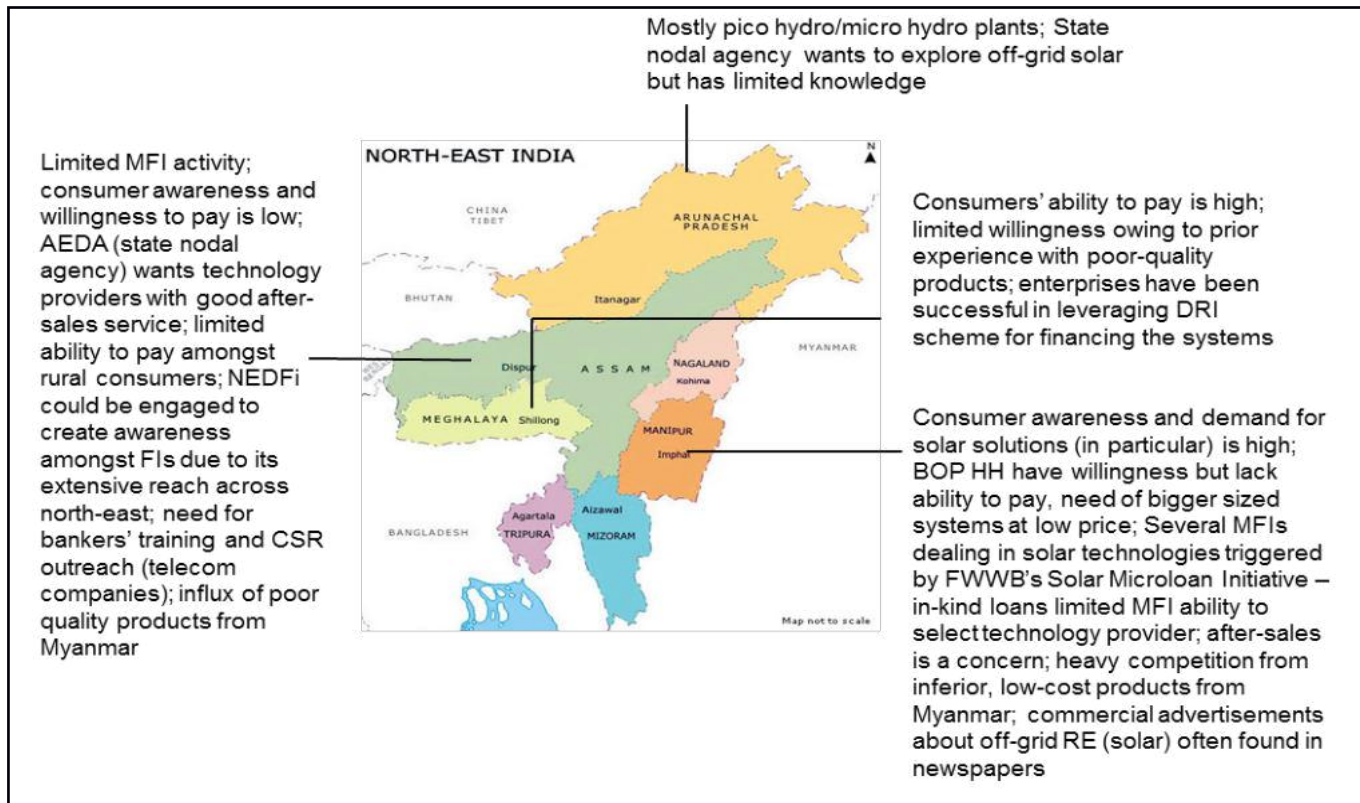 Mostly pico hydro/micro hydro plants; State
nodal agency wants to explore off-grid solar
but has limited knowledge
Limited MFI activity;
consumer awareness and
willingness to pay is low;
AEDA (state nodal
agency) wants technology
providers with good after-
sales service; limited
ability to pay amongst
rural consumers; NEDFi
could be engaged to
create awareness
amongst FIs due to its
extensive reach across
north-east; need for
bankers' training and CSR
outreach (telecom
companies); influx of poor
quality products from
Myanmar
NORTH-EAST INDIA
N
CHINA
TIBET
ARUNACHAL
PRADESH
BHUTAN
Itanagar
MYANMAR
Dispur
ASSAM
NAGALAND
Kohima
MEGHALAYA
Shillong
MANIPUR
Imphal
BANGLADESH
Agartala
TRIPURA
Aizawal
MIZORAM
Map not to scale
Consumers' ability to pay is high;
limited willingness owing to prior
experience with poor-quality
products; enterprises have been
successful in leveraging DRI
scheme for financing the systems
Consumer awareness and demand for
solar solutions (in particular) is high;
BOP HH have willingness but lack
ability to pay, need of bigger sized
systems at low price; Several MFIs
dealing in solar technologies triggered
by FWWB's Solar Microloan Initiative –
in-kind loans limited MFI ability to
select technology provider; after-sales
is a concern; heavy competition from
inferior, low-cost products from
Myanmar; commercial advertisements
about off-grid RE (solar) often found in
newspapers